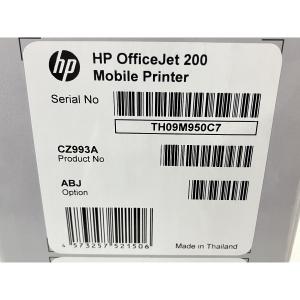 hp
HP OfficeJet 200
Mobile Printer
Serial No
TH09M950C7
CZ993A
Product No
ABJ
Option
4 573257 521506
Made in Thailand